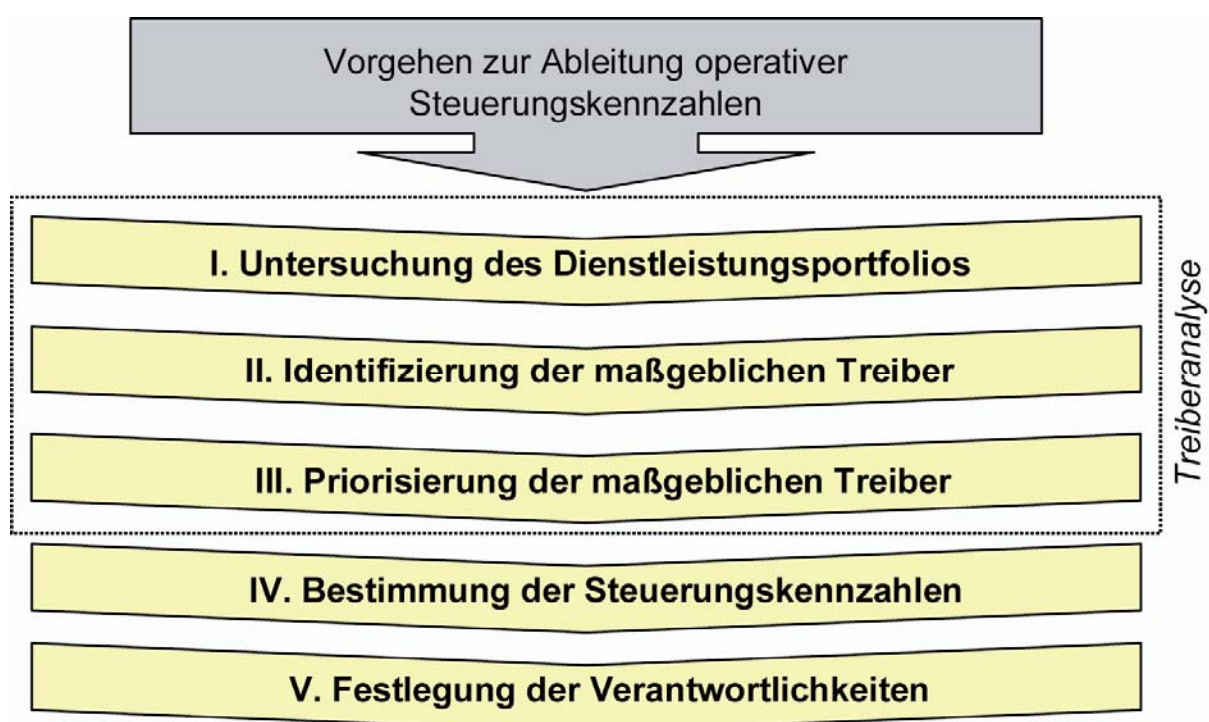 Vorgehen zur Ableitung operativer
Steuerungskennzahlen
I. Untersuchung des Dienstleistungsportfolios
II. Identifizierung der maßgeblichen Treiber
III. Priorisierung der maßgeblichen Treiber
Treiberanalyse
IV. Bestimmung der Steuerungskennzahlen
V. Festlegung der Verantwortlichkeiten